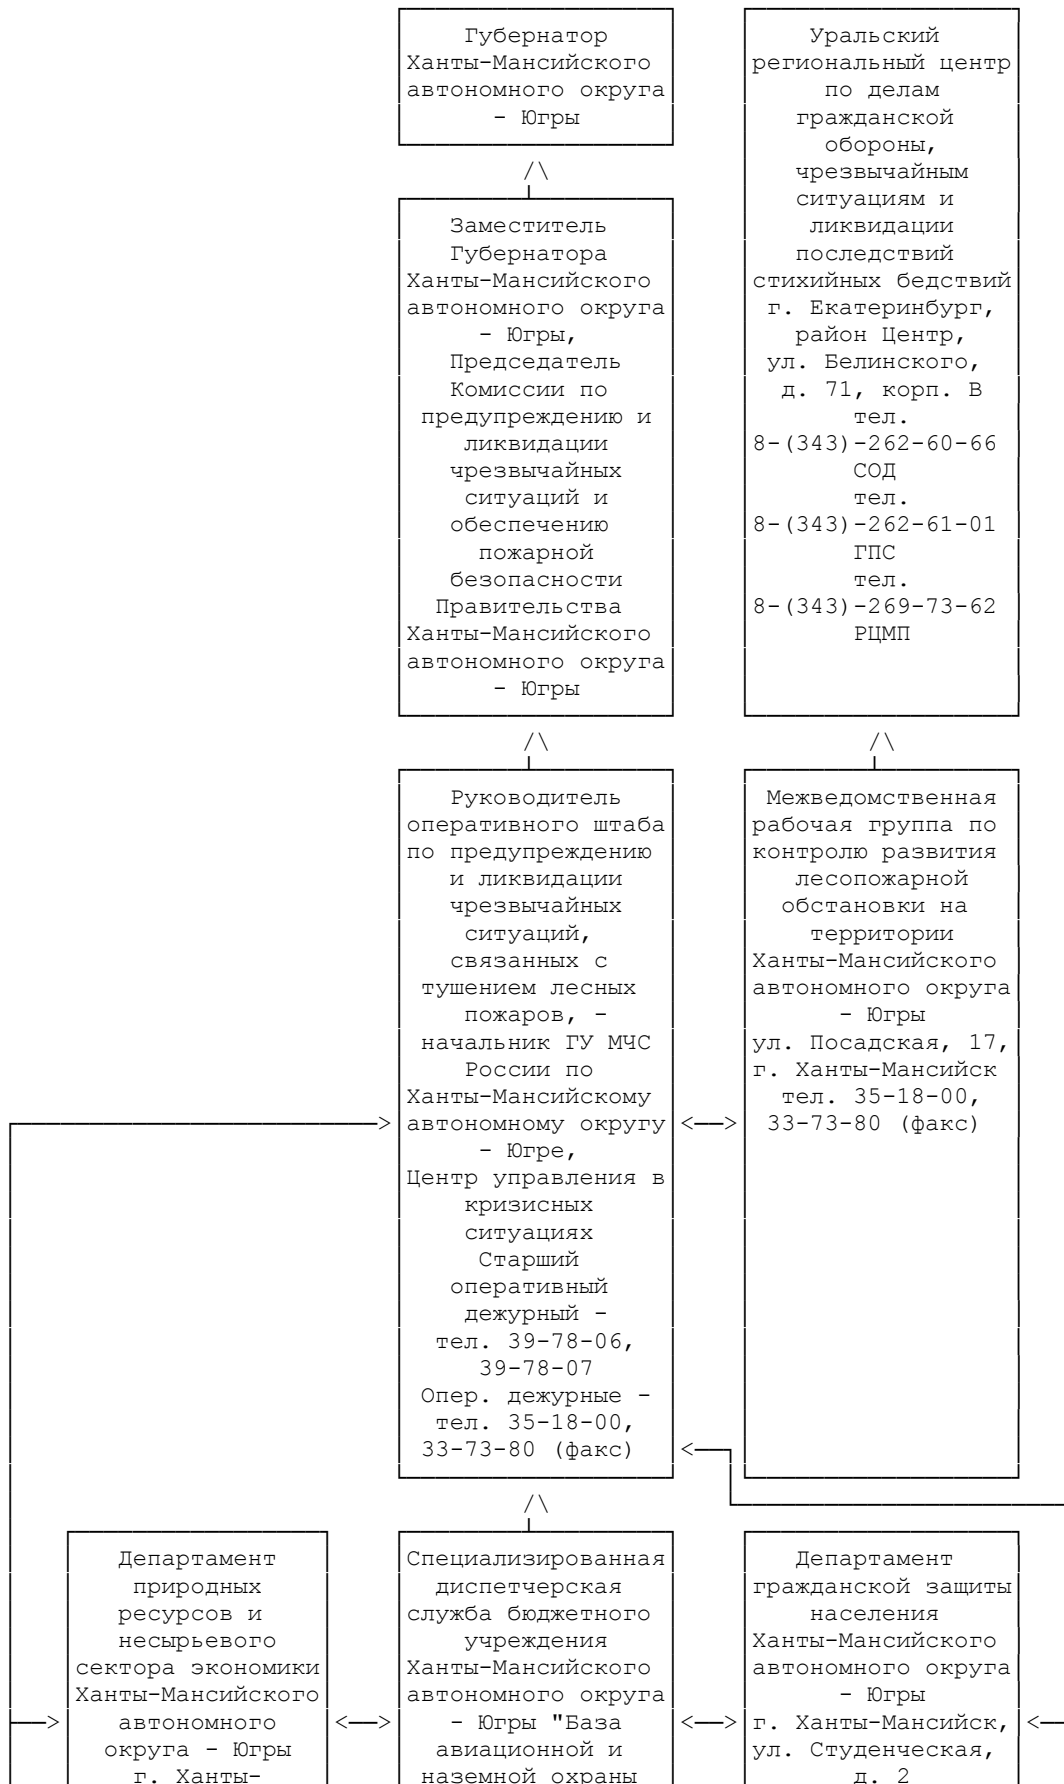 Губернатор
Ханты-Мансийского
автономного округа
- Югры
Уральский
региональный центр
по делам
гражданской
обороны,
чрезвычайным
ситуациям и
ликвидации
последствий
стихийных бедствий
г. Екатеринбург,
район Центр,
ул. Белинского,
д. 71, корп. В
тел.
8-(343)-262-60-66
СОД
тел.
8-(343)-262-61-01
ГПС
тел.
8-(343)-269-73-62
РЦМП
Заместитель
Губернатора
Ханты-Мансийского
автономного округа
- Югры,
Председатель
Комиссии по
предупреждению и
ликвидации
чрезвычайных
ситуаций и
обеспечению
пожарной
безопасности
Правительства
Ханты-Мансийского
автономного округа
- Югры
Руководитель
оперативного штаба
по предупреждению
и ликвидации
чрезвычайных
ситуаций,
связанных с
тушением лесных
пожаров, -
начальник ГУ МЧС
России по
Ханты-Мансийскому
автономному округу
- Югре,
Центр управления в
кризисных
ситуациях
Старший
оперативный
дежурный -
тел. 39-78-06,
39-78-07
Опер. дежурные -
тел. 35-18-00,
33-73-80 (факс)
Межведомственная
рабочая группа по
контролю развития
лесопожарной
обстановки на
территории
Ханты-Мансийского
автономного округа
- Югры
ул. Посадская, 17,
г. Ханты-Мансийск
тел. 35-18-00,
33-73-80 (факс)
Департамент
природных
ресурсов и
несырьевого
сектора экономики
Ханты-Мансийского
автономного
округа - Югры
г. Ханты-
Специализированная
диспетчерская
служба бюджетного
учреждения
Ханты-Мансийского
автономного округа
- Югры "База
авиационной и
наземной охраны
Департамент
гражданской защиты
населения
Ханты-Мансийского
автономного округа
- Югры
г. Ханты-Мансийск,
ул. Студенческая,
д. 2